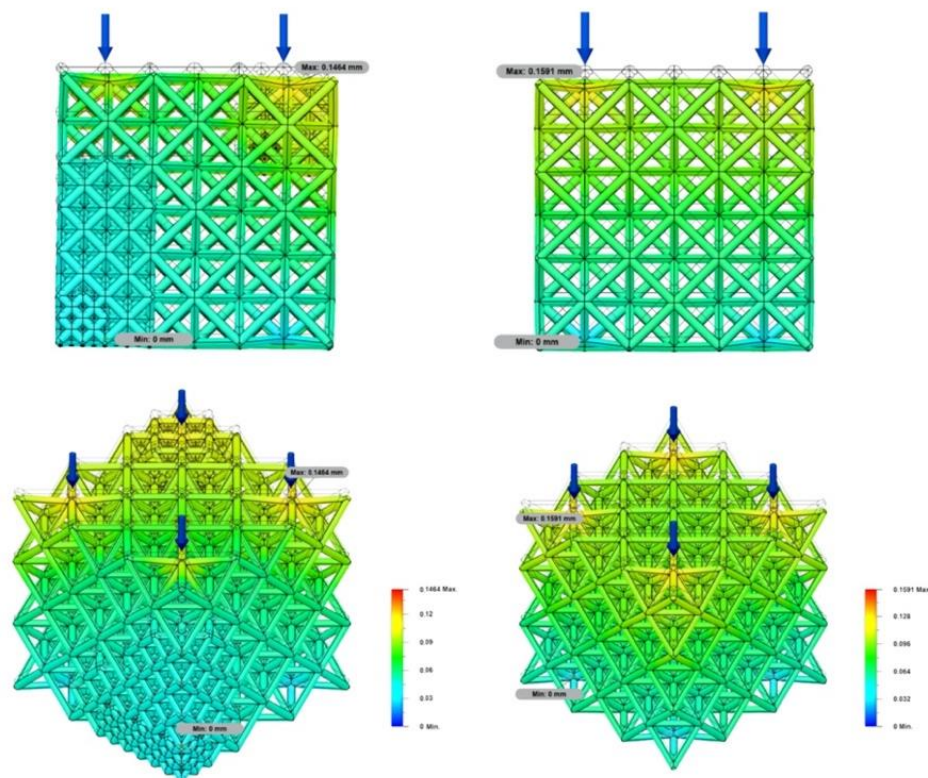 Max: 0.1464 mm
Min: 0 mm
Max: 0.1591 mm
Min: 0 mm
Max: 0.1464 mm
Min: 0 mm
0.1464 Max.
0.12
0.09
0.06
0.03
0 Min.
Max: 0.1591 mm
Min: 0 mm
0.1591 Max
0.128
0.096
0.064
0.032
0 Min.